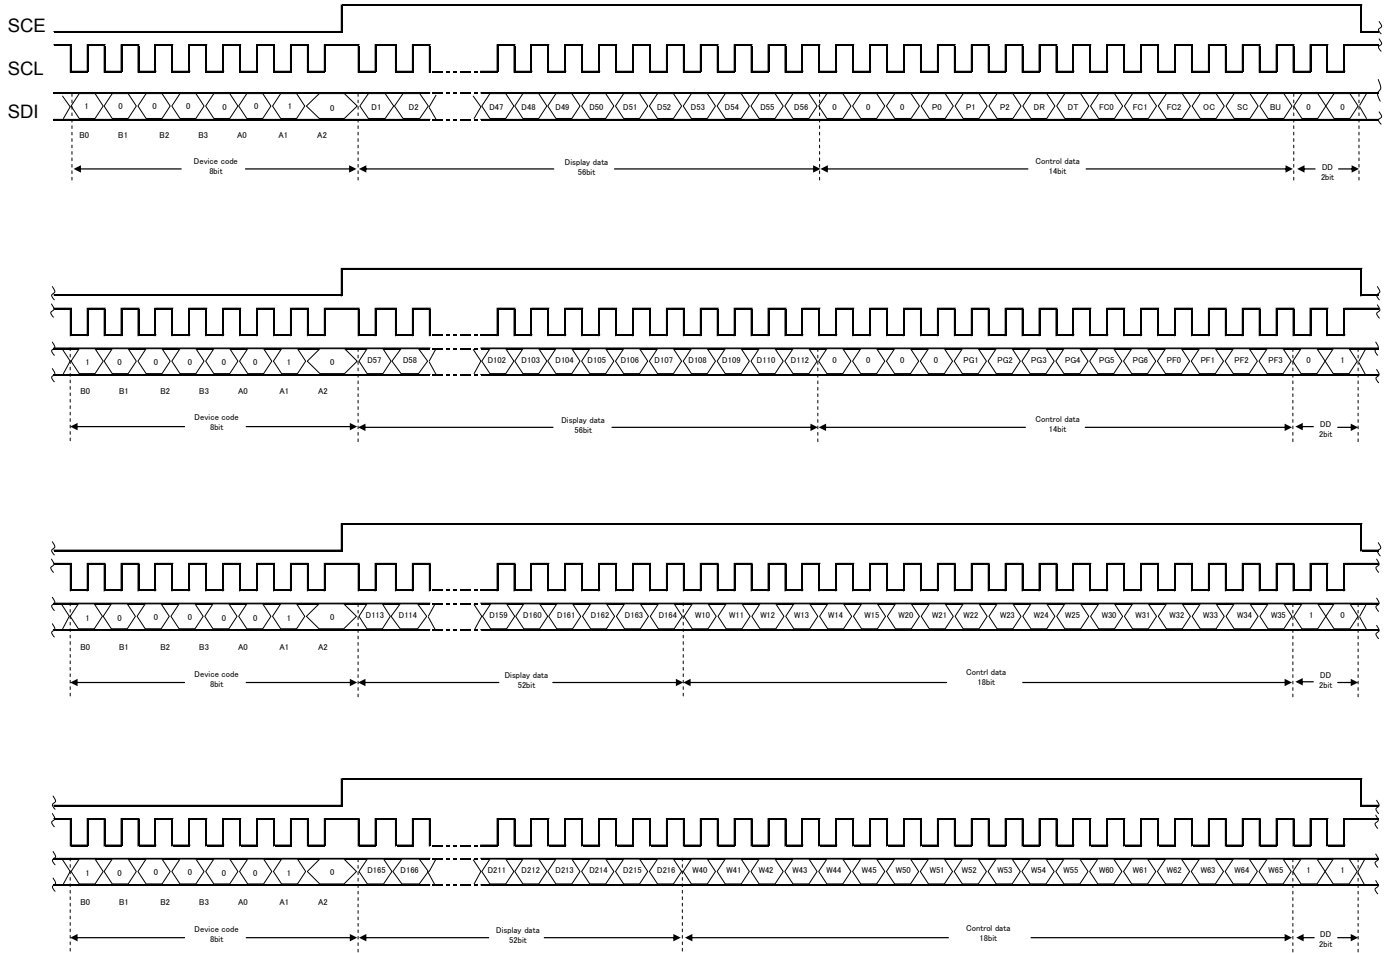 SCE
SCL
SDI
1 0 0 0 0 0 1 0 D1 D2 D47 D48 D49 D50 D51 D52 D53 D54 D55 D56 0 0 0 P0 P1 P2 DR DT FC0 FC1 FC2 OC SC BU 0 0
B0 B1 B2 B3 A0 A1 A2
Device code Display data Control data DD
8bit 56bit 14bit 2bit
1 0 0 0 0 0 1 0 D57 D58 D102 D103 D104 D105 D106 D107 D108 D109 D110 D112 0 0 0 0 PG1 PG2 PG3 PG4 PG5 PG6 PF0 PF1 PF2 PF3 0 1
B0 B1 B2 B3 A0 A1 A2
Device code Display data Control data DD
8bit 56bit 14bit 2bit
1 0 0 0 0 0 1 0 D113 D114 D159 D160 D161 D162 D163 D164 W10 W11 W12 W13 W14 W15 W20 W21 W22 W23 W24 W25 W30 W31 W32 W33 W34 W35 1 0
B0 B1 B2 B3 A0 A1 A2
Device code Display data Contrl data DD
8bit 52bit 18bit 2bit
1 0 0 0 0 0 1 0 D165 D166 D211 D212 D213 D214 D215 D216 W40 W41 W42 W43 W44 W45 W50 W51 W52 W53 W54 W55 W60 W61 W62 W63 W64 W65 1 1
B0 B1 B2 B3 A0 A1 A2
Device code Display data Control data DD
8bit 52bit 18bit 2bit